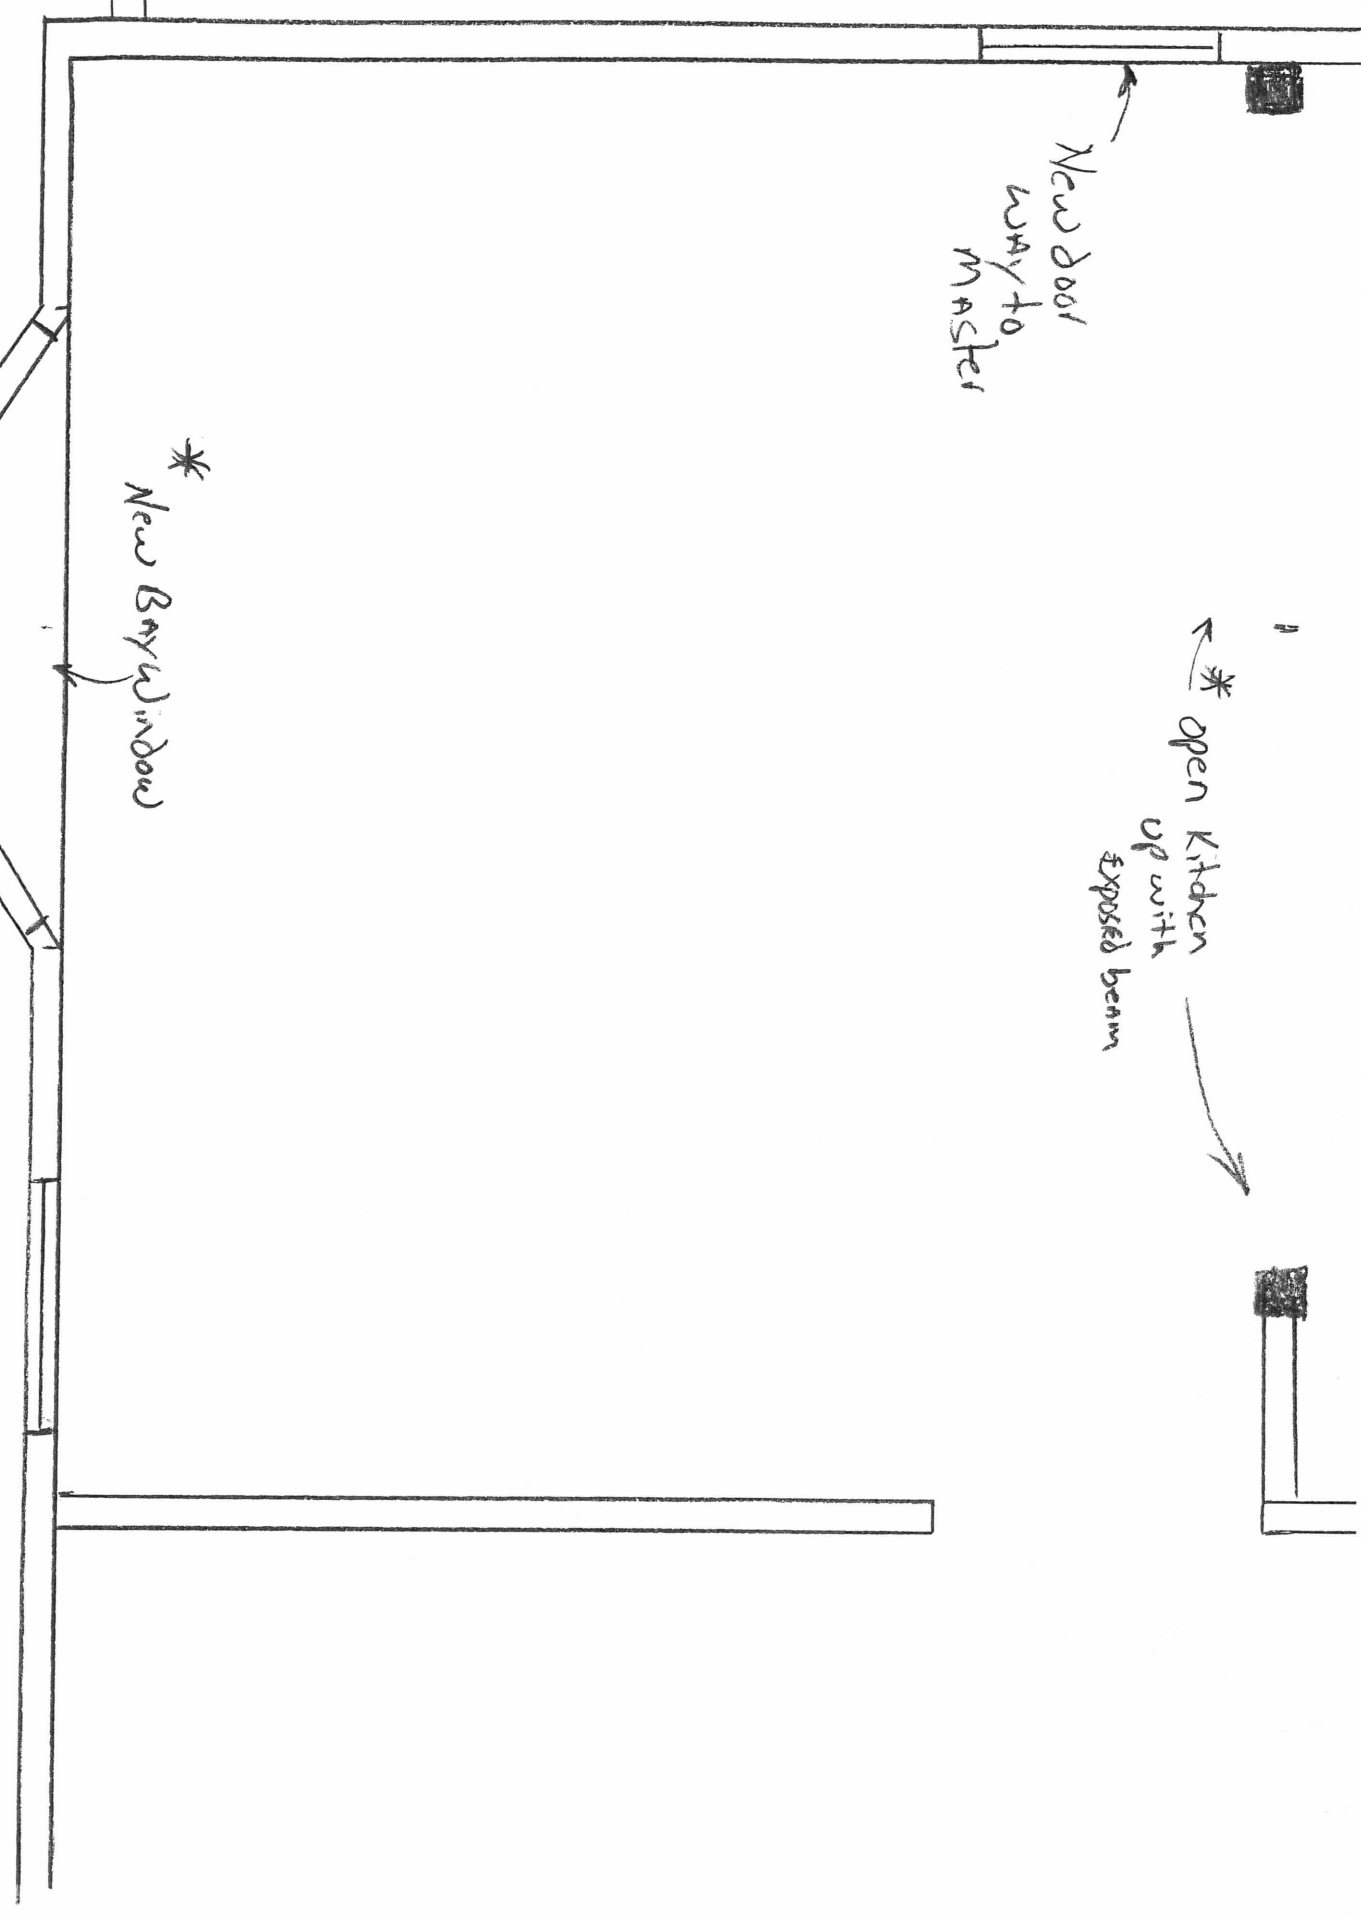 New door
WAY to
MASter
* open Kitchen
up with
Exposed beam
*
New BAY Window